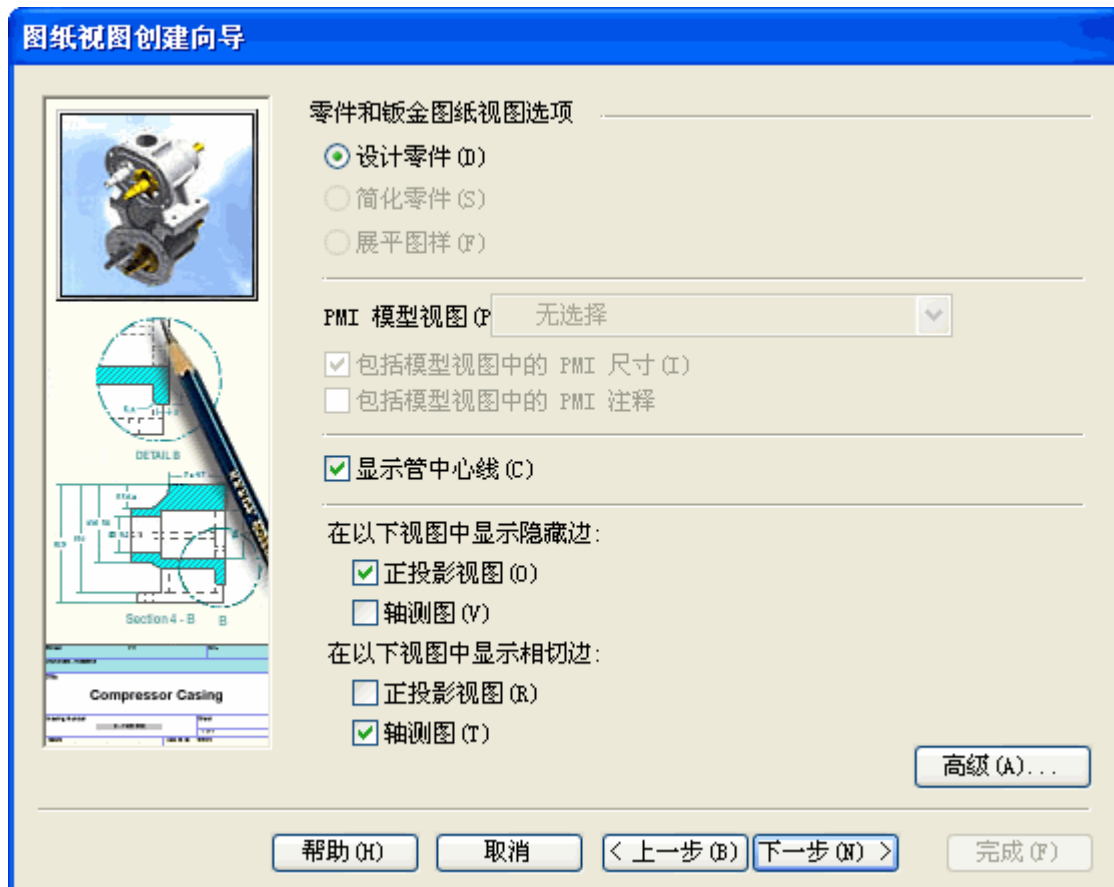 图纸视图创建向导
零件和钣金图纸视图选项
设计零件(D)
简化零件(S)
展平图样(F)
PMI 模型视图(P
无选择
包括模型视图中的 PMI 尺寸(I)
包括模型视图中的 PMI 注释
显示管中心线(C)
在以下视图中显示隐藏边:
正投影视图(O)
轴测图(V)
在以下视图中显示相切边:
正投影视图(R)
轴测图(T)
高级(A)...
帮助(H)
取消
< 上一步(B)
下一步(N) >
完成(F)
DETAIL B
Section 4 - B
B
Compressor Casing